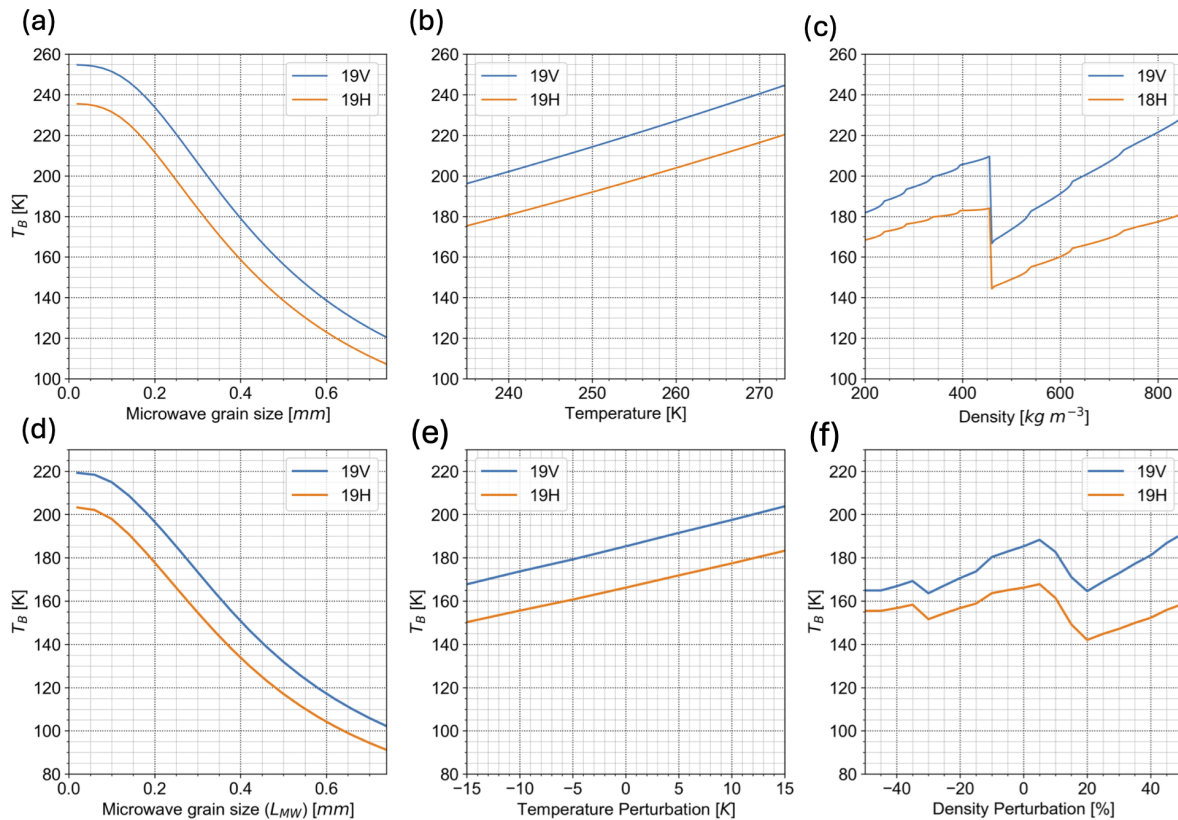 (a)
260
240
220
200
180
160
140
120
100
T_B [K]
19V
19H
0.0 0.2 0.4 0.6
Microwave grain size [mm]
(b)
260
240
220
200
180
160
140
120
100
19V
19H
240 250 260 270
Temperature [K]
(c)
260
240
220
200
180
160
140
120
100
19V
18H
200 400 600 800
Density [kg m⁻³]
(d)
220
200
180
160
140
120
100
80
T_B [K]
19V
19H
0.0 0.2 0.4 0.6
Microwave grain size (L_MW) [mm]
(e)
220
200
180
160
140
120
100
80
T_B [K]
19V
19H
−15 −10 −5 0 5 10 15
Temperature Perturbation [K]
(f)
220
200
180
160
140
120
100
80
T_B [K]
19V
19H
−40 −20 0 20 40
Density Perturbation [%]